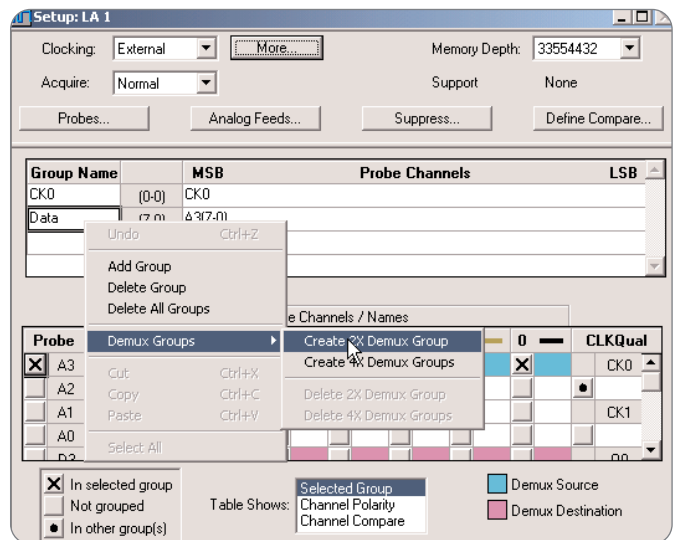 Setup: LA 1
Clocking: External More... Memory Depth: 33554432
Acquire: Normal Support None
Probes... Analog Feeds... Suppress... Define Compare...
Group Name MSB Probe Channels LSB
CK0 (0-0) CK0
Data (7-0) A3(7-0)
Undo Ctrl+Z
Add Group
Delete Group
Delete All Groups
e Channels / Names
Probe Demux Groups Create 2X Demux Group 0 CLKQual
A3 Create 4X Demux Groups CK0
Cut Ctrl+X
A2 Copy Ctrl+C Delete 2X Demux Group
A1 Paste Ctrl+V Delete 4X Demux Groups CK1
A0 Select All
In selected group Selected Group Demux Source
Not grouped Table Shows: Channel Polarity Demux Destination
In other group(s) Channel Compare